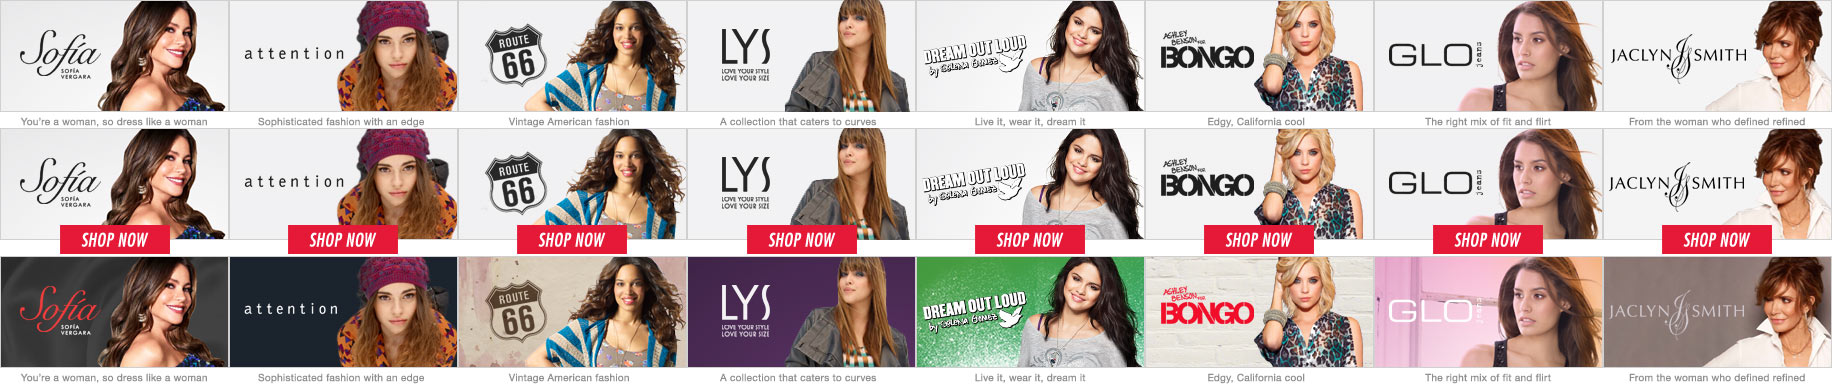 Sofía
SOFÍA
VERGARA
attention
ROUTE
66
LYS
LOVE YOUR STYLE
LOVE YOUR SIZE
DREAM OUT LOUD
by SELENA GOMEZ
ASHLEY
BENSON FOR
BONGO
GLO jeans
JACLYN JS SMITH
You're a woman, so dress like a woman
Sophisticated fashion with an edge
Vintage American fashion
A collection that caters to curves
Live it, wear it, dream it
Edgy, California cool
The right mix of fit and flirt
From the woman who defined refined
Sofía
SOFÍA
VERGARA
attention
ROUTE
66
LYS
LOVE YOUR STYLE
LOVE YOUR SIZE
DREAM OUT LOUD
by SELENA GOMEZ
ASHLEY
BENSON FOR
BONGO
GLO jeans
JACLYN JS SMITH
SHOP NOW
SHOP NOW
SHOP NOW
SHOP NOW
SHOP NOW
SHOP NOW
SHOP NOW
SHOP NOW
Sofía
SOFÍA
VERGARA
attention
ROUTE
66
LYS
LOVE YOUR STYLE
LOVE YOUR SIZE
DREAM OUT LOUD
by SELENA GOMEZ
ASHLEY
BENSON FOR
BONGO
GLO jeans
JACLYN JS SMITH
You're a woman, so dress like a woman
Sophisticated fashion with an edge
Vintage American fashion
A collection that caters to curves
Live it, wear it, dream it
Edgy, California cool
The right mix of fit and flirt
From the woman who defined refined